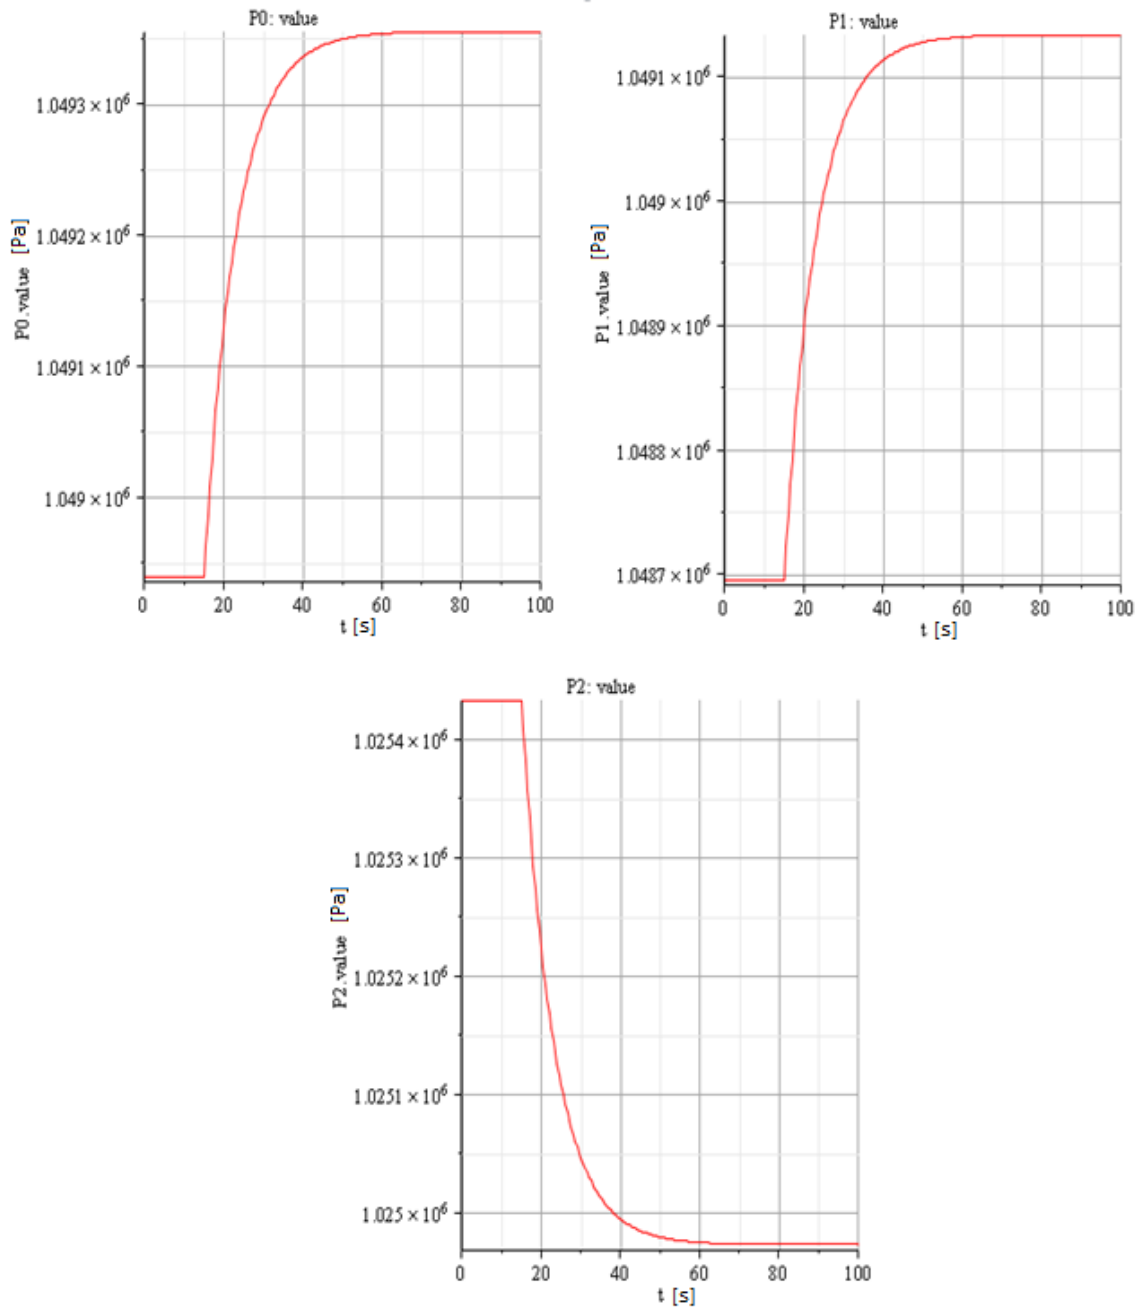 P0: value
1.0493 × 10⁶
1.0492 × 10⁶
1.0491 × 10⁶
1.049 × 10⁶
P0.value [Pa]
0 20 40 60 80 100
t [s]
P1: value
1.0491 × 10⁶
1.049 × 10⁶
1.0489 × 10⁶
1.0488 × 10⁶
1.0487 × 10⁶
P1.value [Pa]
0 20 40 60 80 100
t [s]
P2: value
1.0254 × 10⁶
1.0253 × 10⁶
1.0252 × 10⁶
1.0251 × 10⁶
1.025 × 10⁶
P2.value [Pa]
0 20 40 60 80 100
t [s]